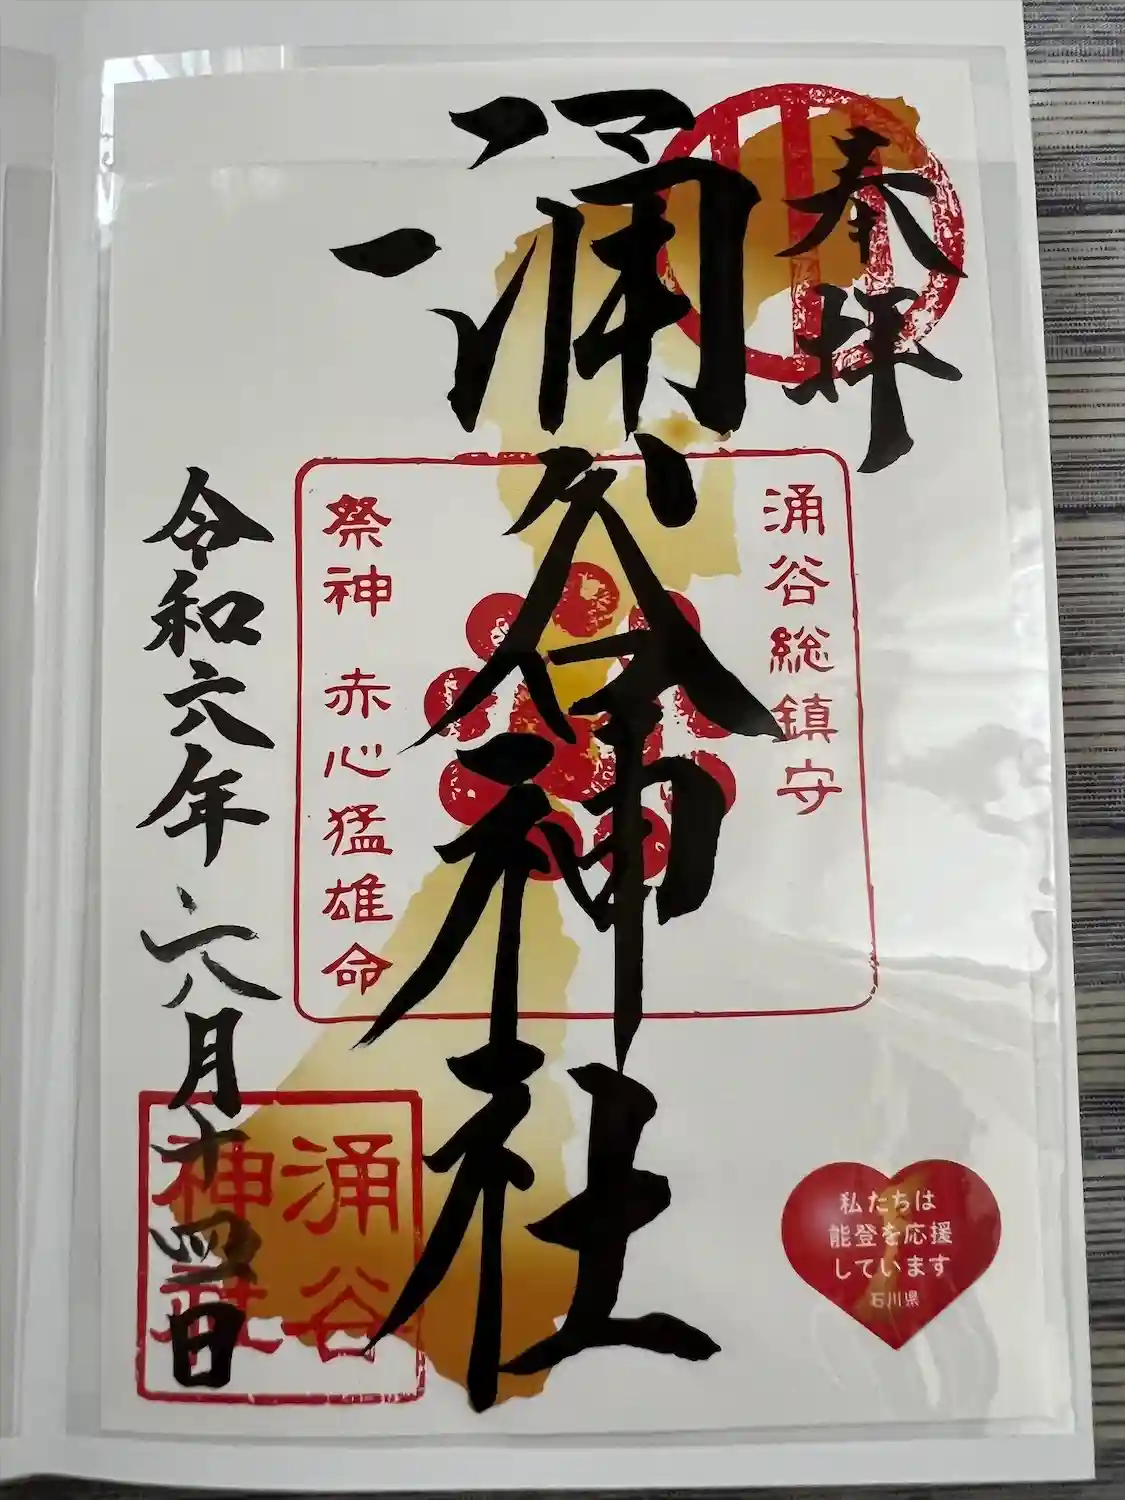 奉拝
涌谷総鎮守
涌谷神社
祭神 赤心猛雄命
令和六年八月十四日
涌谷
神社
私たちは
能登を応援
しています
石川県